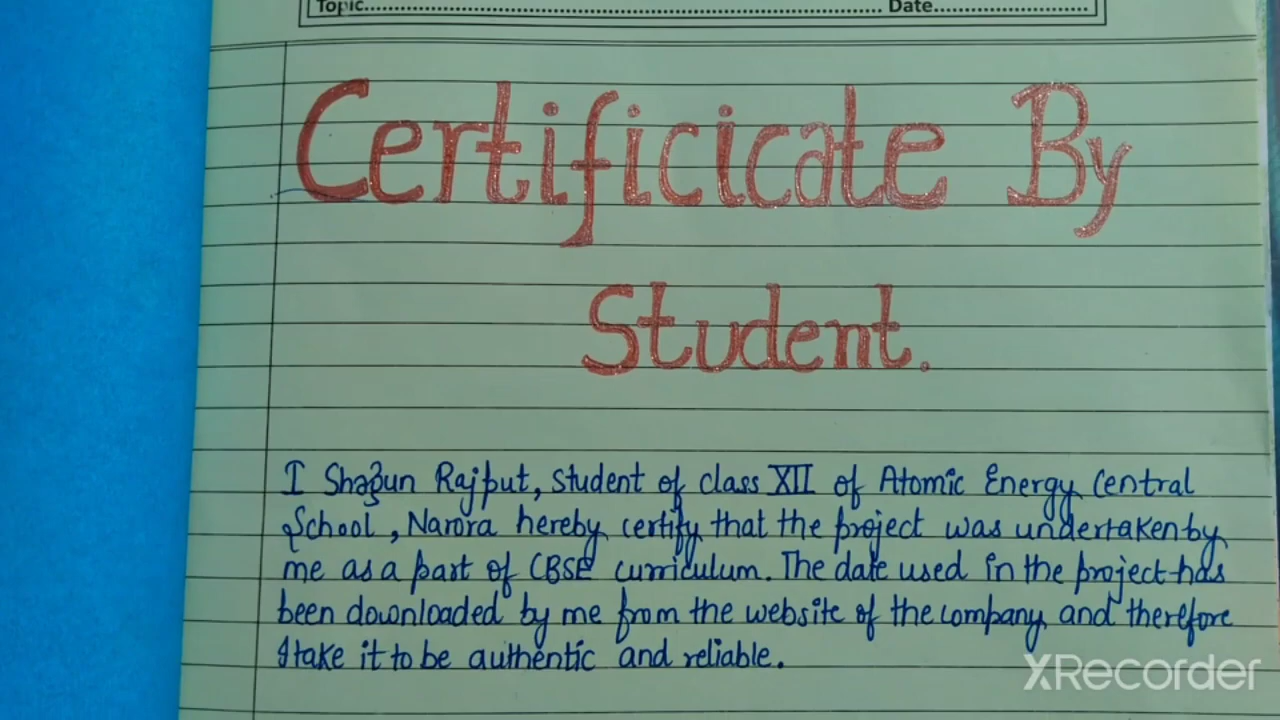 Topic........................................................ Date............................
Certificicate By
Student.
I Shagun Rajput, Student of class XII of Atomic Energy Central
School, Narora hereby certify that the project was undertaken by
me as a part of CBSE curriculum. The date used in the project has
been downloaded by me from the website of the company and therefore
I take it to be authentic and reliable.
XRecorder